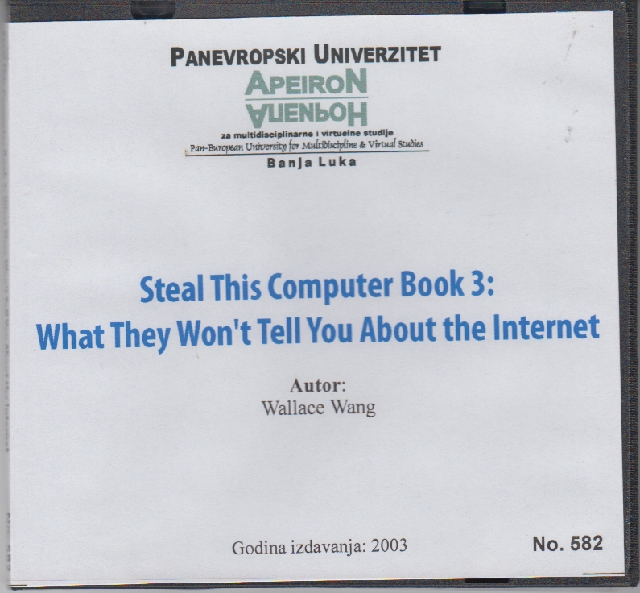 PANEVROPSKI UNIVERZITET
APEIRON
АПЕИРОН
za multidisciplinarne i virtuelne studije
Pan-European University for Multidiscipline & Virtual Studies
Banja Luka
Steal This Computer Book 3:
What They Won't Tell You About the Internet
Autor:
Wallace Wang
Godina izdavanja: 2003
No. 582